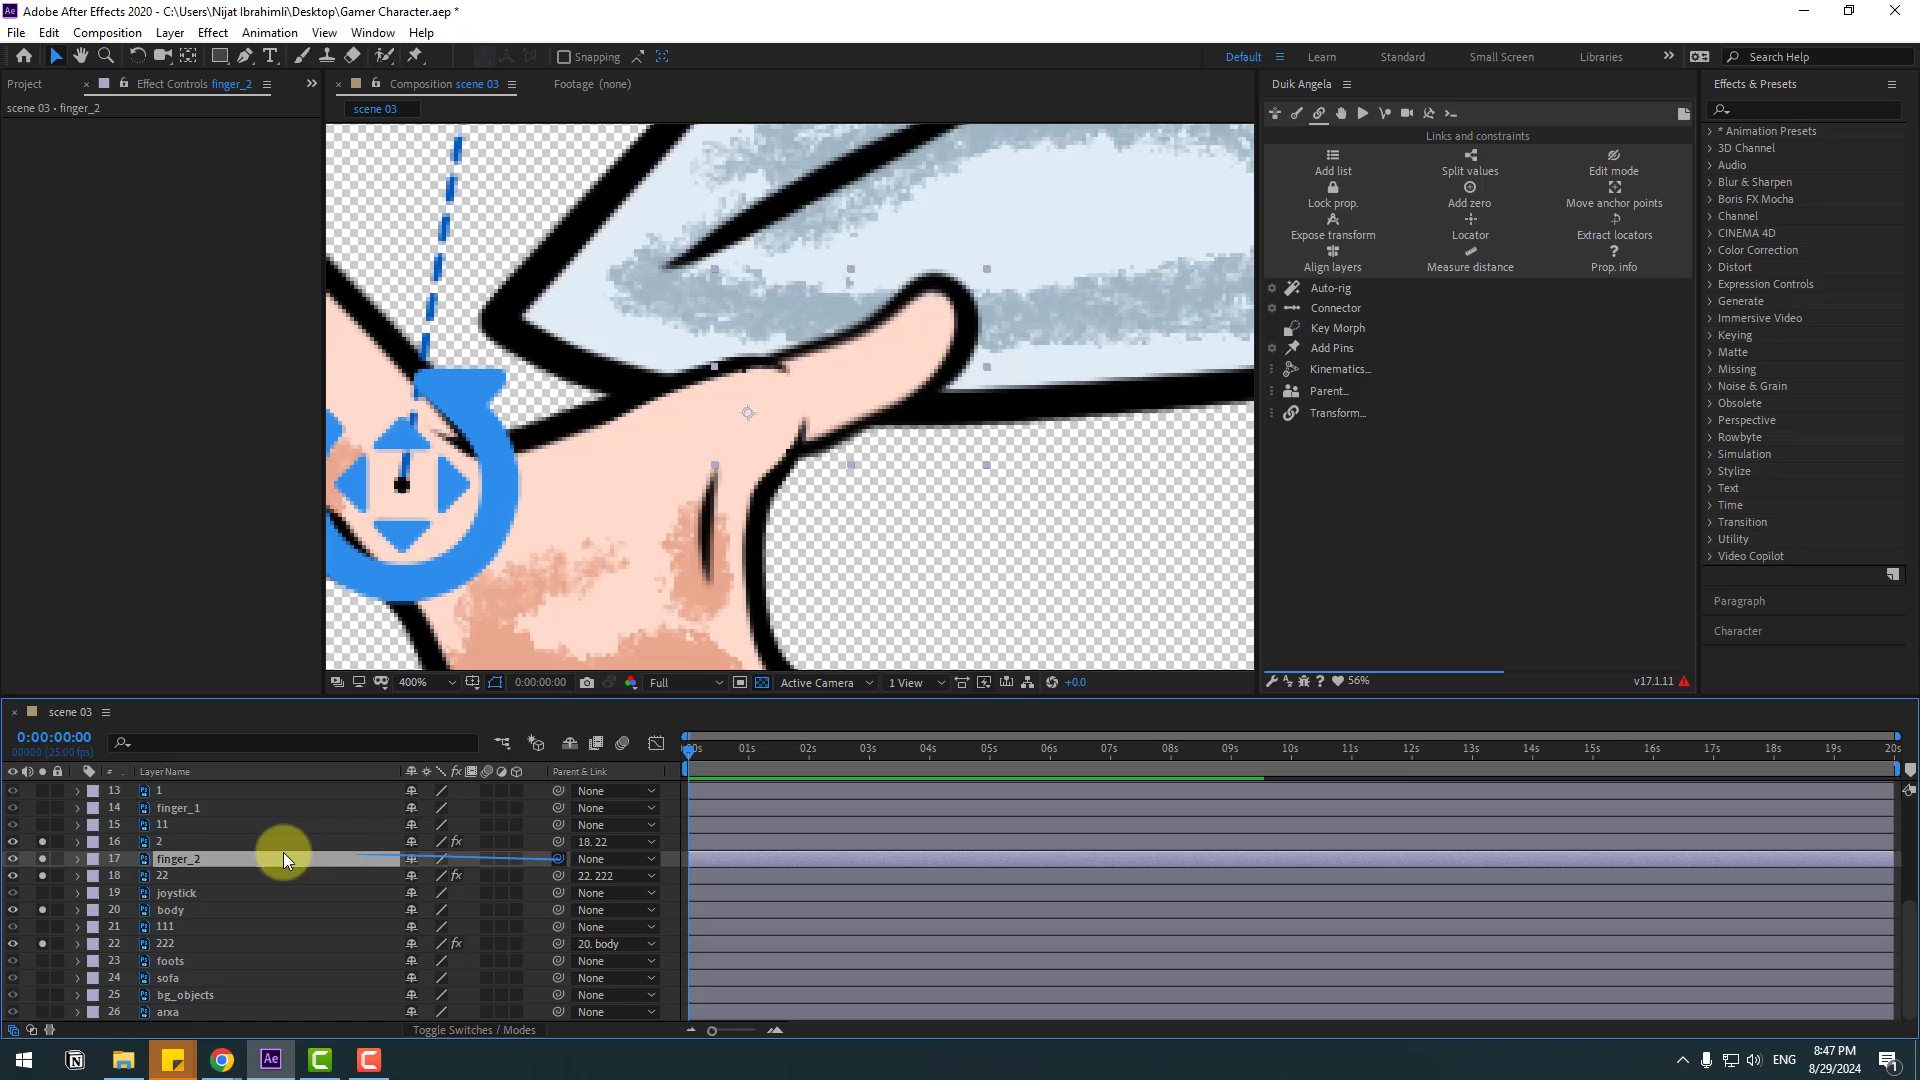 Adobe After Effects 2020 - C:\Users\Nijat Ibrahimli\Desktop\Gamer Character.aep *
File Edit Composition Layer Effect Animation View Window Help
Snapping
Default Learn Standard Small Screen Libraries Search Help
Project Effect Controls finger_2
scene 03 • finger_2
Composition scene 03 Footage (none)
scene 03
Duik Angela
Links and constraints
Add list Split values Edit mode
Lock prop. Add zero Move anchor points
Expose transform Locator Extract locators
Align layers Measure distance Prop. info
Auto-rig
Connector
Key Morph
Add Pins
Kinematics...
Parent...
Transform...
56% v17.1.11
Effects & Presets
* Animation Presets
3D Channel
Audio
Blur & Sharpen
Boris FX Mocha
Channel
CINEMA 4D
Color Correction
Distort
Expression Controls
Generate
Immersive Video
Keying
Matte
Missing
Noise & Grain
Obsolete
Perspective
Rowbyte
Simulation
Stylize
Text
Time
Transition
Utility
Video Copilot
Paragraph
Character
400% 0:00:00:00 Full Active Camera 1 View +0.0
scene 03
0:00:00:00
00000 (25.00 fps)
:00s 01s 02s 03s 04s 05s 06s 07s 08s 09s 10s 11s 12s 13s 14s 15s 16s 17s 18s 19s 20s
# Layer Name Parent & Link
13 1 None
14 finger_1 None
15 11 None
16 2 18. 22
17 finger_2 None
18 22 22. 222
19 joystick None
20 body None
21 111 None
22 222 20. body
23 foots None
24 sofa None
25 bg_objects None
26 arxa None
Toggle Switches / Modes
ENG
8:47 PM
8/29/2024
1